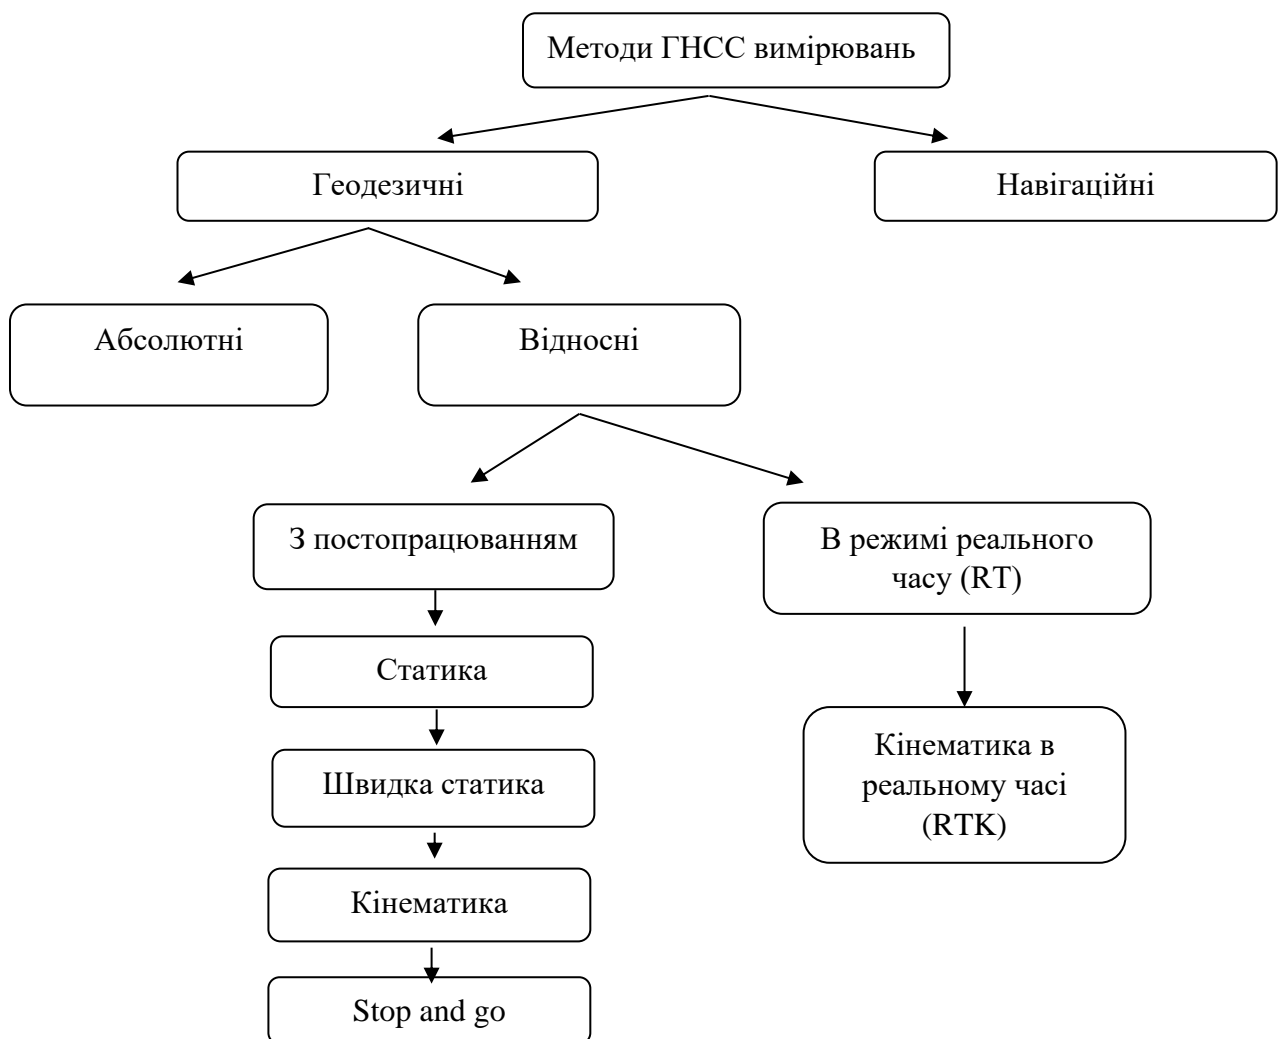 Методи ГНСС вимірювань
Геодезичні
Навігаційні
Абсолютні
Відносні
З постопрацюванням
В режимі реального
часу (RT)
Статика
Швидка статика
Кінематика в
реальному часі
(RTK)
Кінематика
Stop and go